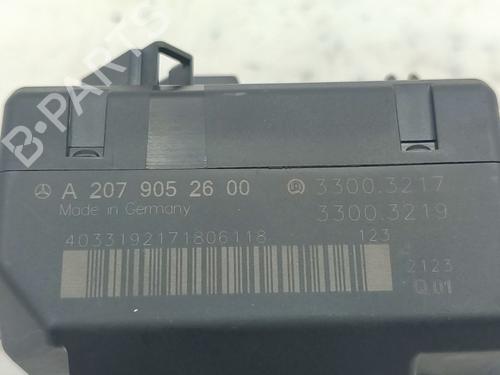 B-PARTS
A 207 905 26 00 3300.3217
Made in Germany 3300.3219
4033192171806118 123
2123
Q.01